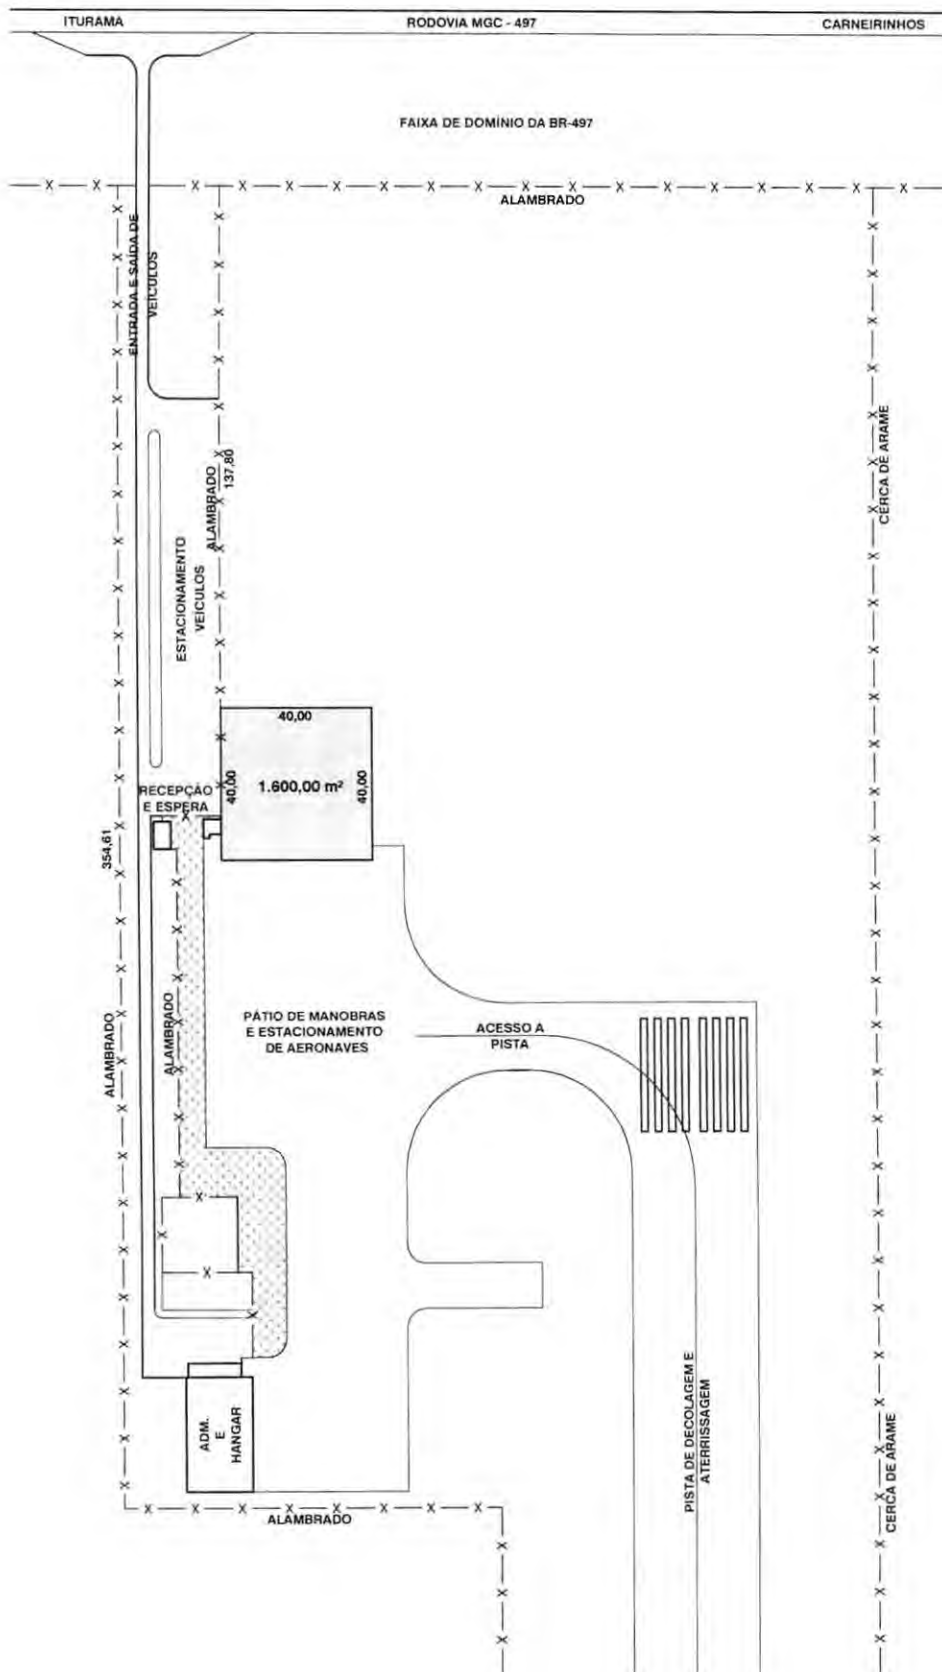 ITURAMA
RODOVIA MGC - 497
CARNEIRINHOS
FAIXA DE DOMÍNIO DA BR-497
ALAMBRADO
ENTRADA E SAÍDA DE
VEÍCULOS
CERCA DE ARAME
ALAMBRADO
137,80
ESTACIONAMENTO
VEÍCULOS
40,00
40,00
1.600,00 m²
40,00
RECEPÇÃO
E ESPERA
354,61
ALAMBRADO
ALAMBRADO
PÁTIO DE MANOBRAS
E ESTACIONAMENTO
DE AERONAVES
ACESSO A
PISTA
PISTA DE DECOLAGEM E
ATERRISSAGEM
ADM.
E
HANGAR
CERCA DE ARAME
ALAMBRADO